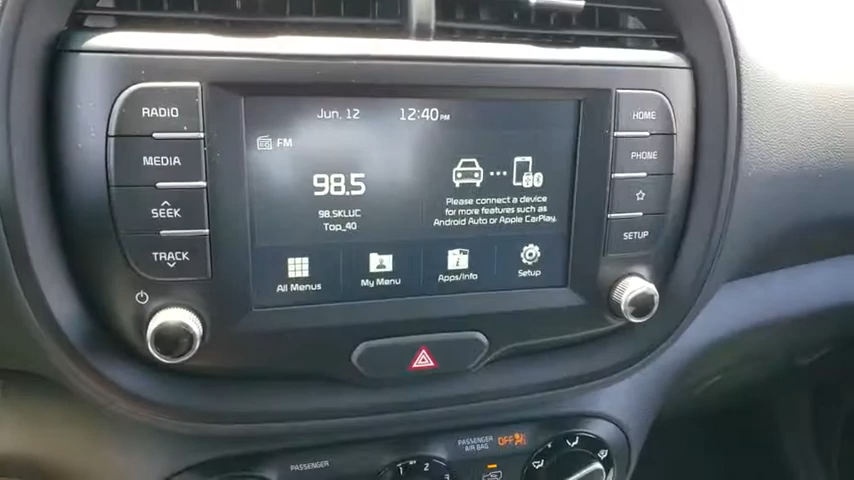 RADIO
MEDIA
SEEK
TRACK
Jun. 12 12:40 PM
FM
98.5
98.5KLUC
Top_40
Please connect a device
for more features such as
Android Auto or Apple CarPlay.
All Menus
My Menu
Apps/Info
Setup
HOME
PHONE
SETUP
PASSENGER
AIR BAG
OFF
PASSENGER
1
2